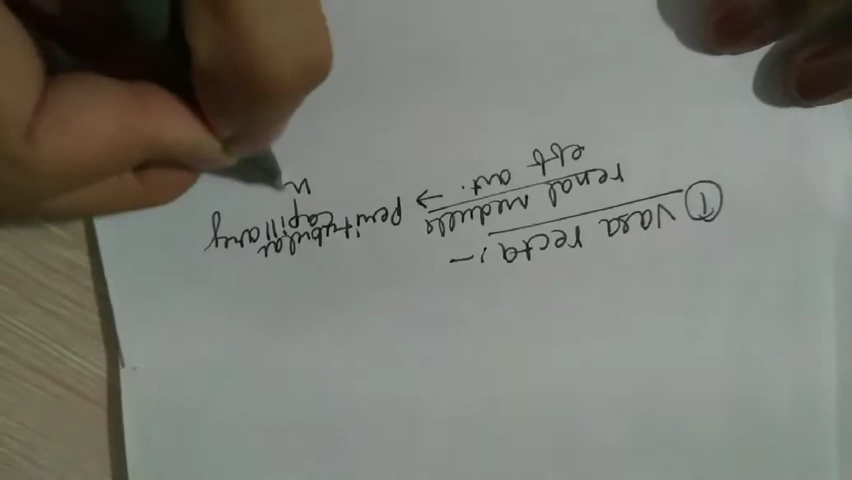 ① Vasa recta :-
renal medulla
eff art. → Peritubular
capillary